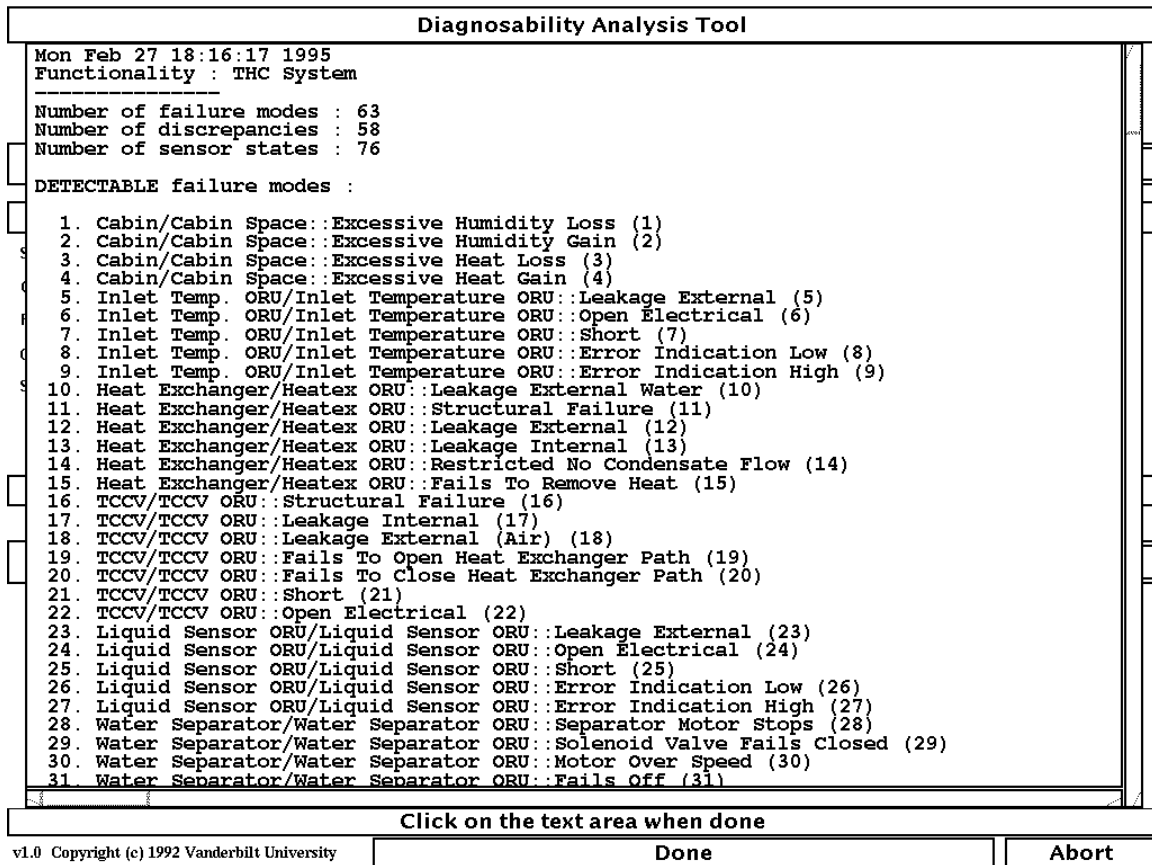 Diagnosability Analysis Tool
Mon Feb 27 18:16:17 1995
Functionality : THC System
---------------
Number of failure modes : 63
Number of discrepancies : 58
Number of sensor states : 76
DETECTABLE failure modes :
1. Cabin/Cabin Space::Excessive Humidity Loss (1)
2. Cabin/Cabin Space::Excessive Humidity Gain (2)
3. Cabin/Cabin Space::Excessive Heat Loss (3)
4. Cabin/Cabin Space::Excessive Heat Gain (4)
5. Inlet Temp. ORU/Inlet Temperature ORU::Leakage External (5)
6. Inlet Temp. ORU/Inlet Temperature ORU::Open Electrical (6)
7. Inlet Temp. ORU/Inlet Temperature ORU::Short (7)
8. Inlet Temp. ORU/Inlet Temperature ORU::Error Indication Low (8)
9. Inlet Temp. ORU/Inlet Temperature ORU::Error Indication High (9)
10. Heat Exchanger/Heatex ORU::Leakage External Water (10)
11. Heat Exchanger/Heatex ORU::Structural Failure (11)
12. Heat Exchanger/Heatex ORU::Leakage External (12)
13. Heat Exchanger/Heatex ORU::Leakage Internal (13)
14. Heat Exchanger/Heatex ORU::Restricted No Condensate Flow (14)
15. Heat Exchanger/Heatex ORU::Fails To Remove Heat (15)
16. TCCV/TCCV ORU::Structural Failure (16)
17. TCCV/TCCV ORU::Leakage Internal (17)
18. TCCV/TCCV ORU::Leakage External (Air) (18)
19. TCCV/TCCV ORU::Fails To Open Heat Exchanger Path (19)
20. TCCV/TCCV ORU::Fails To Close Heat Exchanger Path (20)
21. TCCV/TCCV ORU::Short (21)
22. TCCV/TCCV ORU::Open Electrical (22)
23. Liquid Sensor ORU/Liquid Sensor ORU::Leakage External (23)
24. Liquid Sensor ORU/Liquid Sensor ORU::Open Electrical (24)
25. Liquid Sensor ORU/Liquid Sensor ORU::Short (25)
26. Liquid Sensor ORU/Liquid Sensor ORU::Error Indication Low (26)
27. Liquid Sensor ORU/Liquid Sensor ORU::Error Indication High (27)
28. Water Separator/Water Separator ORU::Separator Motor Stops (28)
29. Water Separator/Water Separator ORU::Solenoid Valve Fails Closed (29)
30. Water Separator/Water Separator ORU::Motor Over Speed (30)
31. Water Separator/Water Separator ORU::Fails Off (31)
Click on the text area when done
v1.0 Copyright (c) 1992 Vanderbilt University
Done
Abort